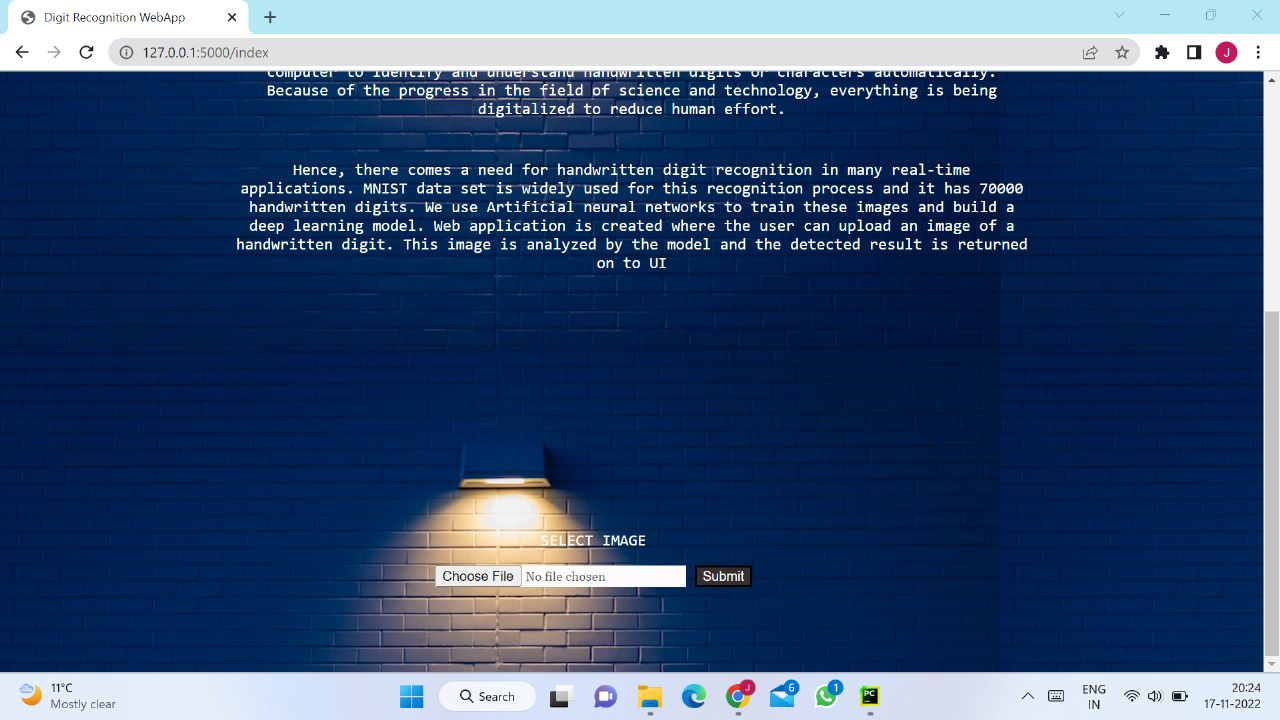 Digit Recognition WebApp
127.0.0.1:5000/index
J
computer to identify and understand handwritten digits or characters automatically.
Because of the progress in the field of science and technology, everything is being
digitalized to reduce human effort.
Hence, there comes a need for handwritten digit recognition in many real-time
applications. MNIST data set is widely used for this recognition process and it has 70000
handwritten digits. We use Artificial neural networks to train these images and build a
deep learning model. Web application is created where the user can upload an image of a
handwritten digit. This image is analyzed by the model and the detected result is returned
on to UI
SELECT IMAGE
Choose File No file chosen Submit
11°C
Mostly clear
Search
J
6
1
PC
ENG
IN
20:24
17-11-2022